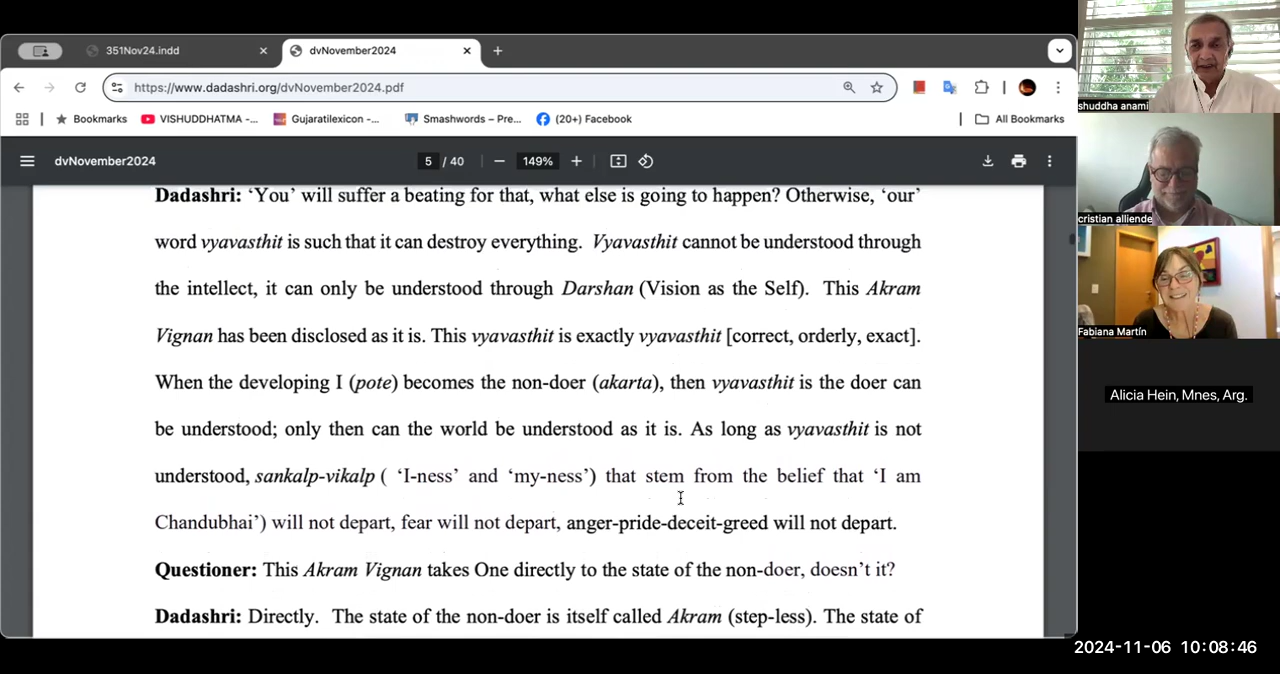 351Nov24.indd
dvNovember2024
https://www.dadashri.org/dvNovember2024.pdf
Bookmarks VISHUDDHATMA -... Gujaratilexicon -... Smashwords – Pre... (20+) Facebook All Bookmarks
dvNovember2024 5 / 40 149%
Dadashri: ‘You’ will suffer a beating for that, what else is going to happen? Otherwise, ‘our’
word vyavasthit is such that it can destroy everything. Vyavasthit cannot be understood through
the intellect, it can only be understood through Darshan (Vision as the Self). This Akram
Vignan has been disclosed as it is. This vyavasthit is exactly vyavasthit [correct, orderly, exact].
When the developing I (pote) becomes the non-doer (akarta), then vyavasthit is the doer can
be understood; only then can the world be understood as it is. As long as vyavasthit is not
understood, sankalp-vikalp ( ‘I-ness’ and ‘my-ness’) that stem from the belief that ‘I am
Chandubhai’) will not depart, fear will not depart, anger-pride-deceit-greed will not depart.
Questioner: This Akram Vignan takes One directly to the state of the non-doer, doesn’t it?
Dadashri: Directly. The state of the non-doer is itself called Akram (step-less). The state of
shuddha anami
cristian alliende
Fabiana Martín
Alicia Hein, Mnes, Arg.
2024-11-06 10:08:46